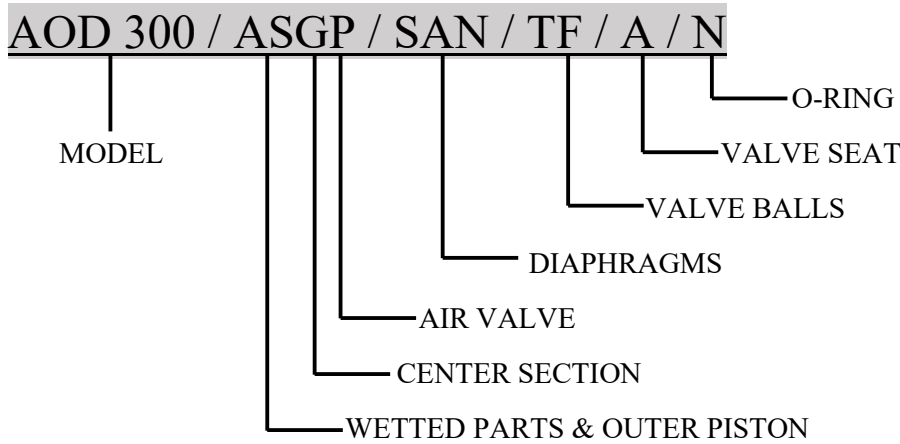 AOD 300 / ASGP / SAN / TF / A / N
O-RING
MODEL
VALVE SEAT
VALVE BALLS
DIAPHRAGMS
AIR VALVE
CENTER SECTION
WETTED PARTS & OUTER PISTON